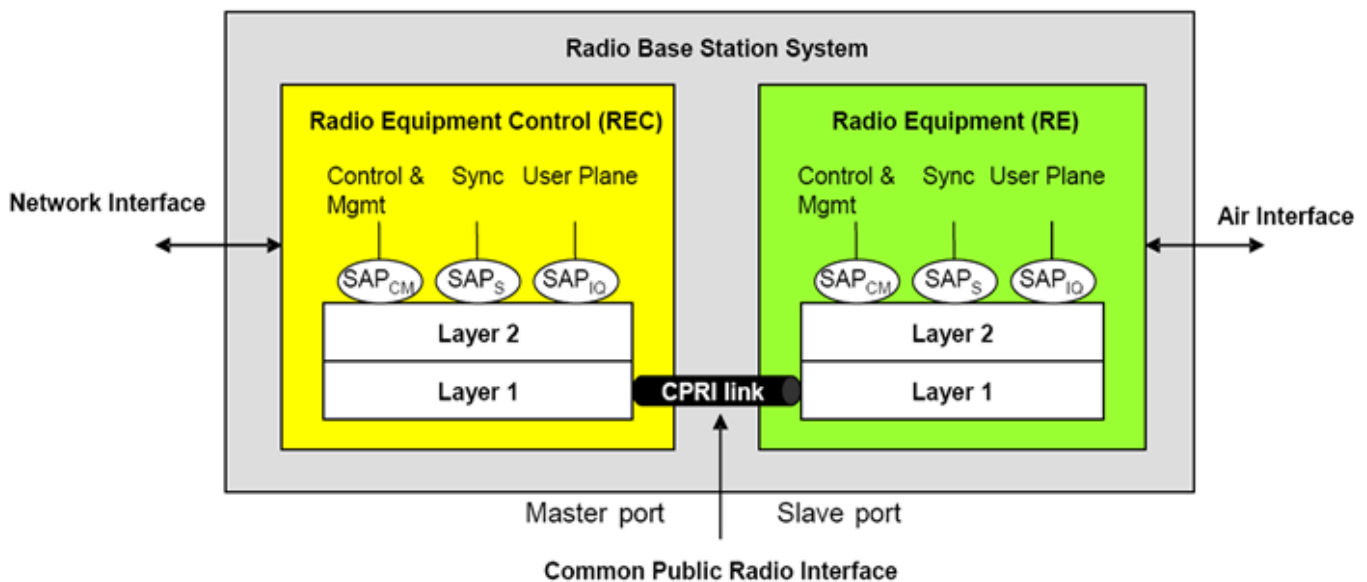 Radio Base Station System
Radio Equipment Control (REC)
Radio Equipment (RE)
Control & Mgmt
Sync
User Plane
Control & Mgmt
Sync
User Plane
Network Interface
Air Interface
SAPCM
SAPS
SAPIQ
SAPCM
SAPS
SAPIQ
Layer 2
Layer 2
Layer 1
CPRI link
Layer 1
Master port
Slave port
Common Public Radio Interface